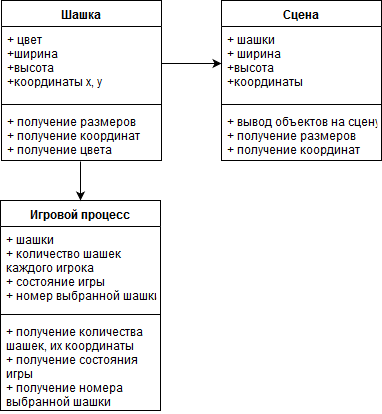 Шашка
+ цвет
+ширина
+высота
+координаты x, y
+ получение размеров
+ получение координат
+ получение цвета
Сцена
+ шашки
+ ширина
+высота
+координаты
+ вывод объектов на сцену
+ получение размеров
+ получение координат
Игровой процесс
+ шашки
+ количество шашек
каждого игрока
+ состояние игры
+ номер выбранной шашки
+ получение количества
шашек, их координаты
+ получение состояния
игры
+ получение номера
выбранной шашки